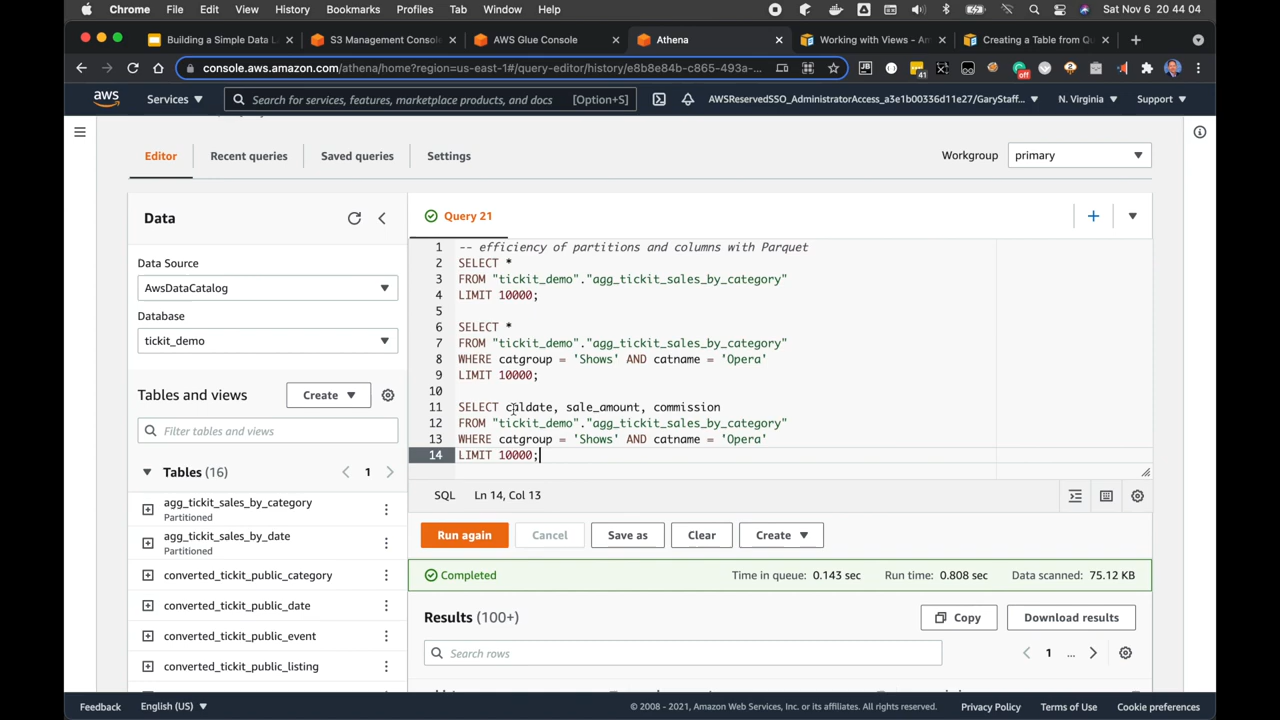 Chrome File Edit View History Bookmarks Profiles Tab Window Help Sat Nov 6 20 44 04
Building a Simple Data L
S3 Management Consol
AWS Glue Console
Athena
Working with Views - Am
Creating a Table from Qu
console.aws.amazon.com/athena/home?region=us-east-1#/query-editor/history/e8b8e84b-c865-493a-...
aws Services Search for services, features, marketplace products, and docs [Option+S] AWSReservedSSO_AdministratorAccess_a3e1b00336d11e27/GaryStaff... N. Virginia Support
Editor Recent queries Saved queries Settings Workgroup primary
Data
Data Source
AwsDataCatalog
Database
tickit_demo
Tables and views Create
Filter tables and views
Tables (16) 1
agg_tickit_sales_by_category
Partitioned
agg_tickit_sales_by_date
Partitioned
converted_tickit_public_category
converted_tickit_public_date
converted_tickit_public_event
converted_tickit_public_listing
Query 21
1 -- efficiency of partitions and columns with Parquet
2 SELECT *
3 FROM "tickit_demo"."agg_tickit_sales_by_category"
4 LIMIT 10000;
5
6 SELECT *
7 FROM "tickit_demo"."agg_tickit_sales_by_category"
8 WHERE catgroup = 'Shows' AND catname = 'Opera'
9 LIMIT 10000;
10
11 SELECT caldate, sale_amount, commission
12 FROM "tickit_demo"."agg_tickit_sales_by_category"
13 WHERE catgroup = 'Shows' AND catname = 'Opera'
14 LIMIT 10000;
SQL Ln 14, Col 13
Run again Cancel Save as Clear Create
Completed Time in queue: 0.143 sec Run time: 0.808 sec Data scanned: 75.12 KB
Results (100+) Copy Download results
Search rows 1 ...
Feedback English (US) © 2008 - 2021, Amazon Web Services, Inc. or its affiliates. All rights reserved. Privacy Policy Terms of Use Cookie preferences